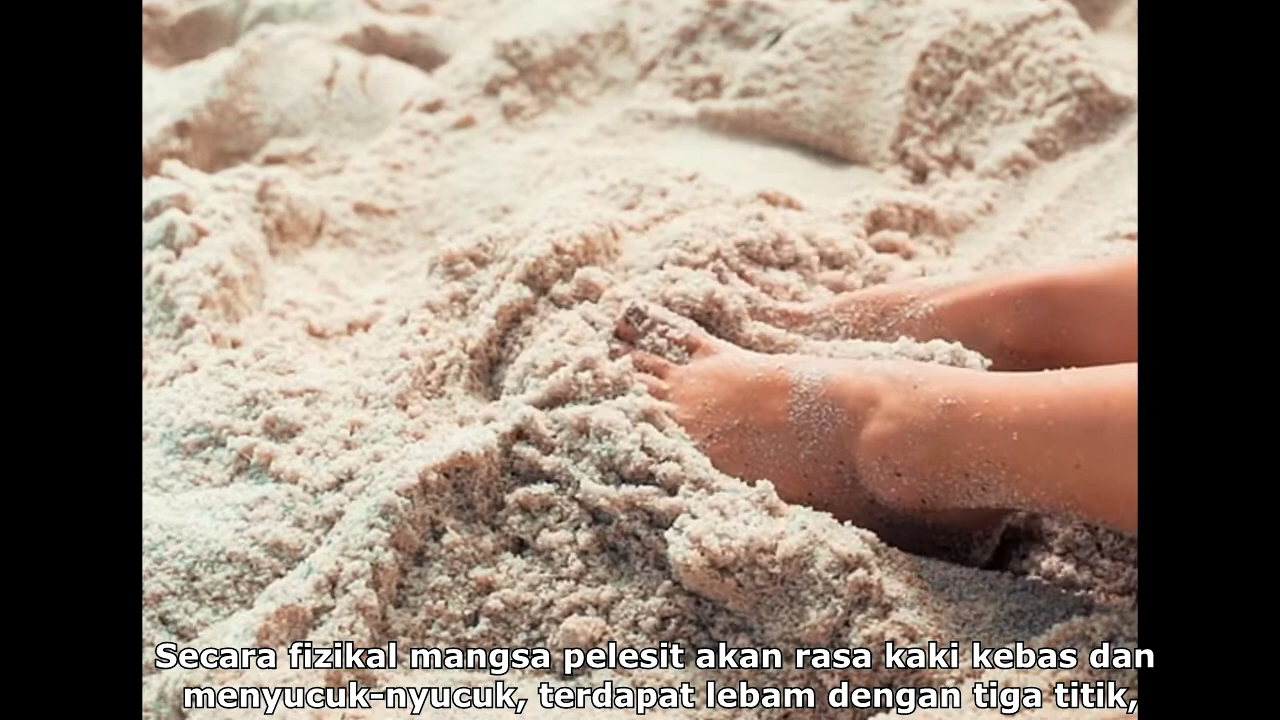 Secara fizikal mangsa pelesit akan rasa kaki kebas dan
menyucuk-nyucuk, terdapat lebam dengan tiga titik,